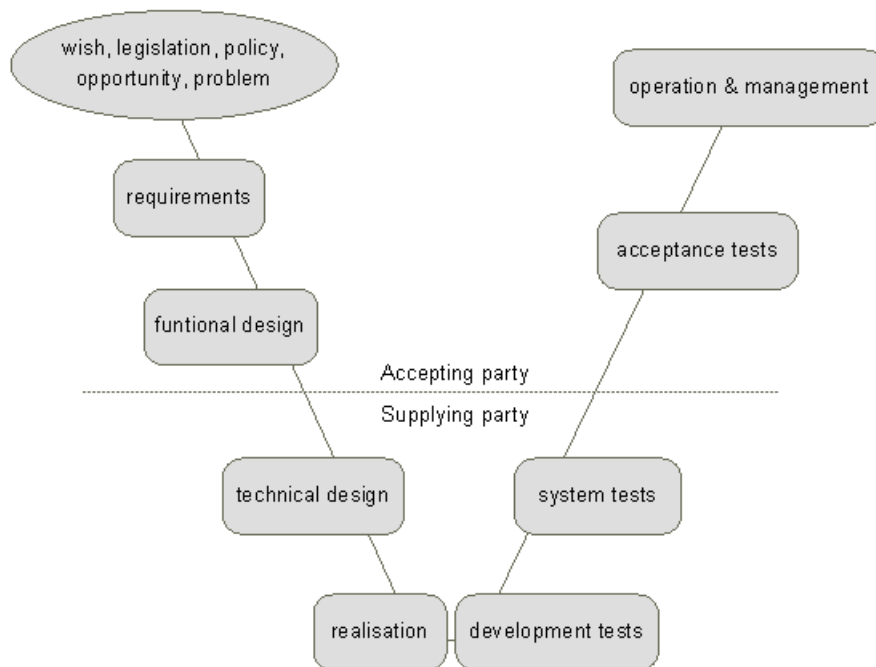 wish, legislation, policy,
opportunity, problem
operation & management
requirements
acceptance tests
funtional design
Accepting party
Supplying party
technical design
system tests
realisation
development tests